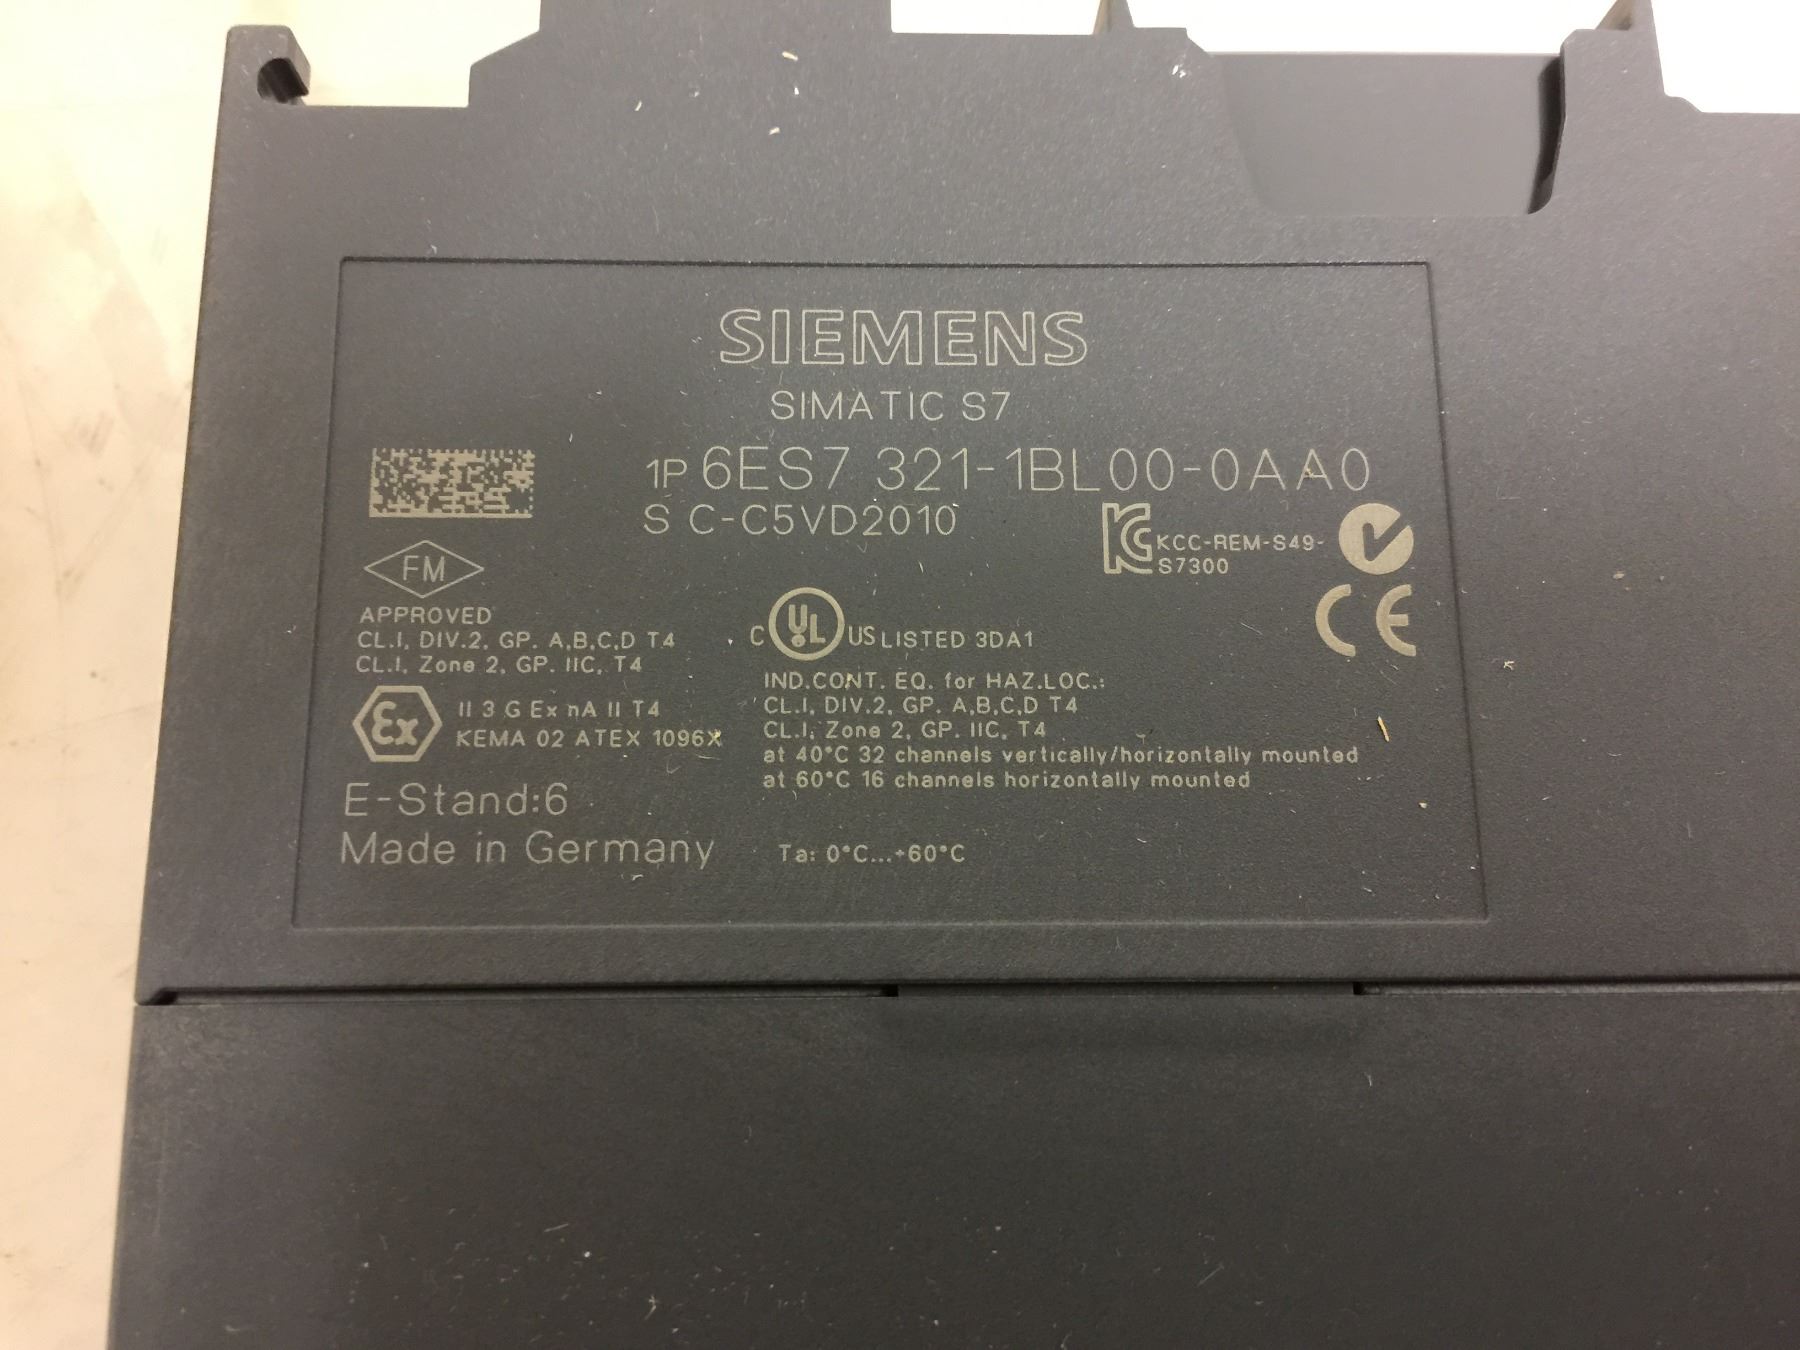 SIEMENS
SIMATIC S7
1P 6ES7 321-1BL00-0AA0
S C-C5VD2010
KCC-REM-S49-
S7300
FM
APPROVED
CL.I, DIV.2, GP. A,B,C,D T4
CL.I, Zone 2, GP. IIC, T4
Ex II 3 G Ex nA II T4
KEMA 02 ATEX 1096X
E-Stand:6
Made in Germany
C UL US LISTED 3DA1
CE
IND.CONT. EQ. for HAZ.LOC.:
CL.I, DIV.2, GP. A,B,C,D T4
CL.I, Zone 2, GP. IIC, T4
at 40°C 32 channels vertically/horizontally mounted
at 60°C 16 channels horizontally mounted
Ta: 0°C...+60°C